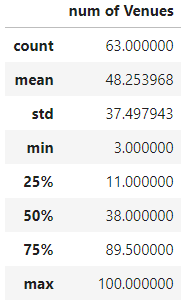 num of Venues
count 63.000000
mean 48.253968
std 37.497943
min 3.000000
25% 11.000000
50% 38.000000
75% 89.500000
max 100.000000